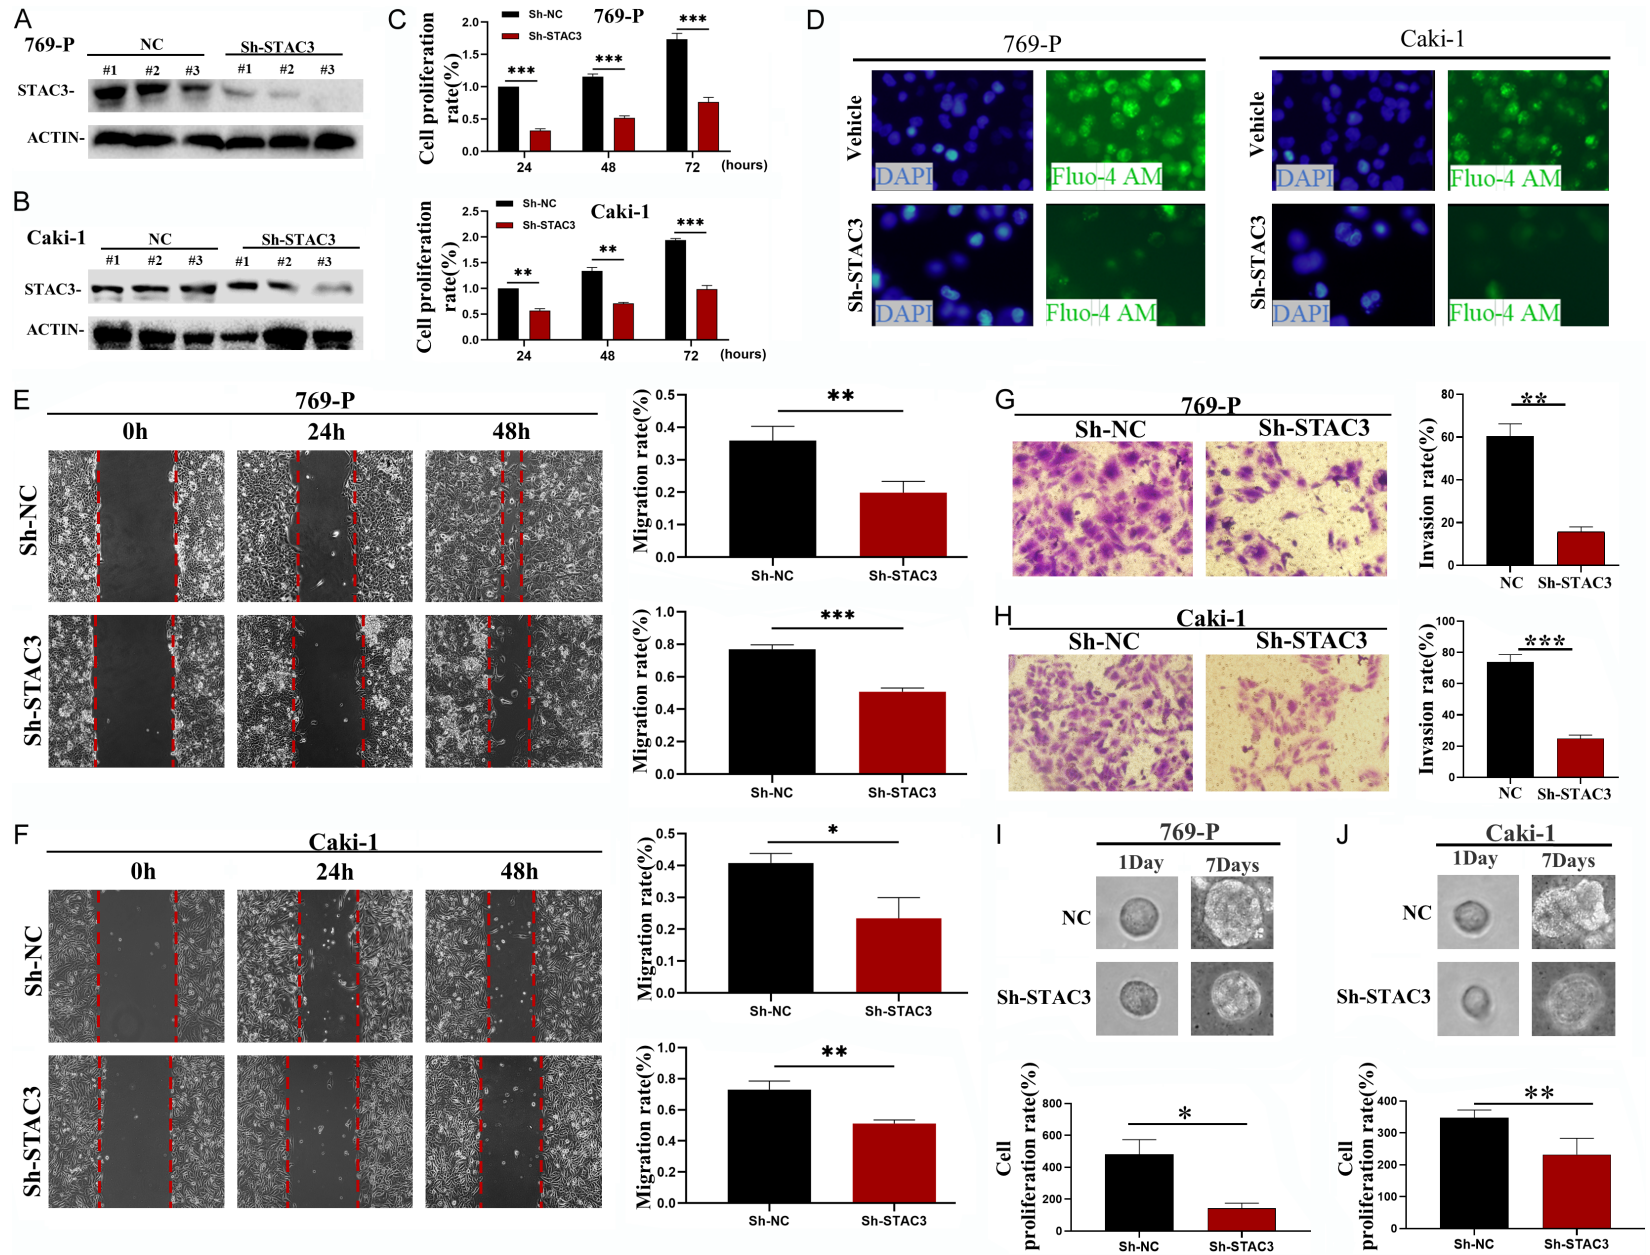 A
769-P
NC
Sh-STAC3
#1
#2
#3
#1
#2
#3
STAC3-
ACTIN-
B
Caki-1
NC
Sh-STAC3
#1
#2
#3
#1
#2
#3
STAC3-
ACTIN-
C
769-P
Sh-NC
Sh-STAC3
Cell proliferation
rate(%)
2.0
1.5
1.0
0.5
0.0
***
***
***
24
48
72
(hours)
Caki-1
Sh-NC
Sh-STAC3
Cell proliferation
rate(%)
2.5
2.0
1.5
1.0
0.5
0.0
**
**
***
24
48
72
(hours)
D
769-P
Caki-1
Vehicle
DAPI
Fluo-4 AM
Vehicle
DAPI
Fluo-4 AM
Sh-STAC3
DAPI
Fluo-4 AM
Sh-STAC3
DAPI
Fluo-4 AM
E
769-P
0h
24h
48h
Sh-NC
Sh-STAC3
Migration rate(%)
0.5
0.4
0.3
0.2
0.1
0.0
**
Sh-NC
Sh-STAC3
Migration rate(%)
1.0
0.8
0.6
0.4
0.2
0.0
***
Sh-NC
Sh-STAC3
F
Caki-1
0h
24h
48h
Sh-NC
Sh-STAC3
Migration rate(%)
0.5
0.4
0.3
0.2
0.1
0.0
*
Sh-NC
Sh-STAC3
Migration rate(%)
1.0
0.8
0.6
0.4
0.2
0.0
**
Sh-NC
Sh-STAC3
G
769-P
Sh-NC
Sh-STAC3
Invasion rate(%)
80
60
40
20
0
**
NC
Sh-STAC3
H
Caki-1
Sh-NC
Sh-STAC3
Invasion rate(%)
100
80
60
40
20
0
***
NC
Sh-STAC3
I
769-P
1Day
7Days
NC
Sh-STAC3
Cell
proliferation rate(%)
800
600
400
200
0
*
Sh-NC
Sh-STAC3
J
Caki-1
1Day
7Days
NC
Sh-STAC3
Cell
proliferation rate(%)
400
300
200
100
0
**
Sh-NC
Sh-STAC3